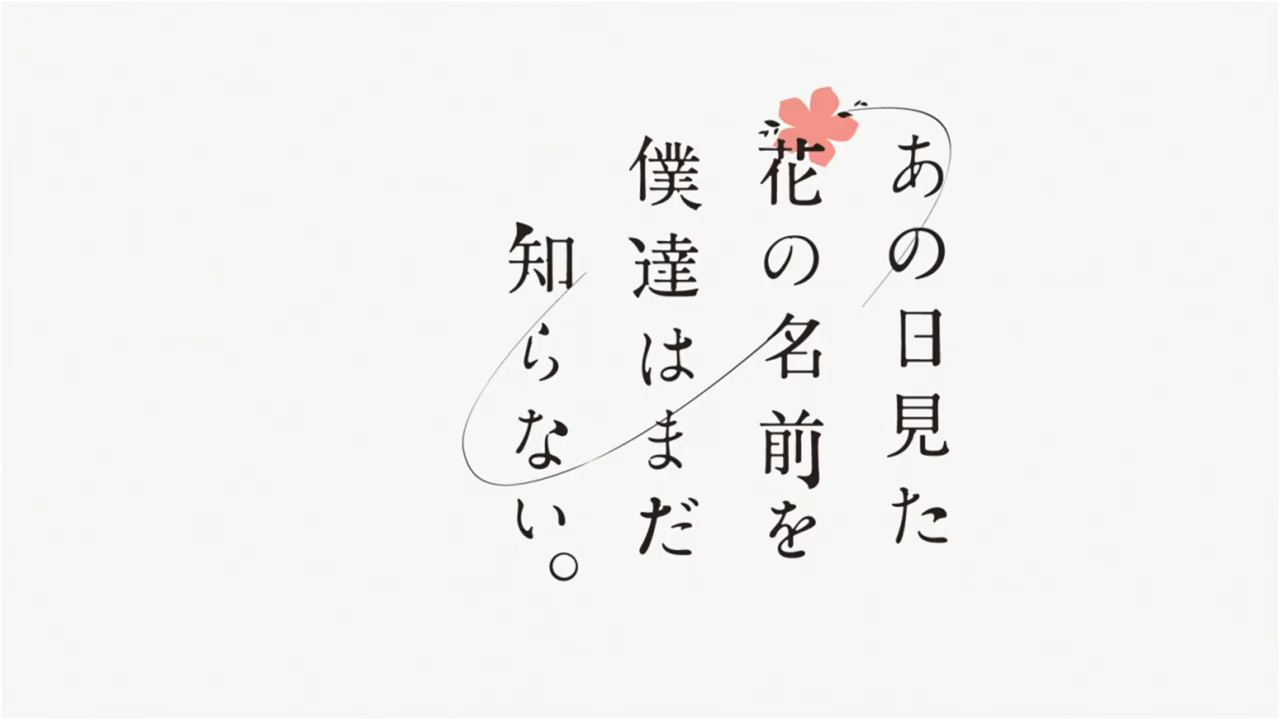 あの日見た
花の名前を
僕達はまだ
知らない。